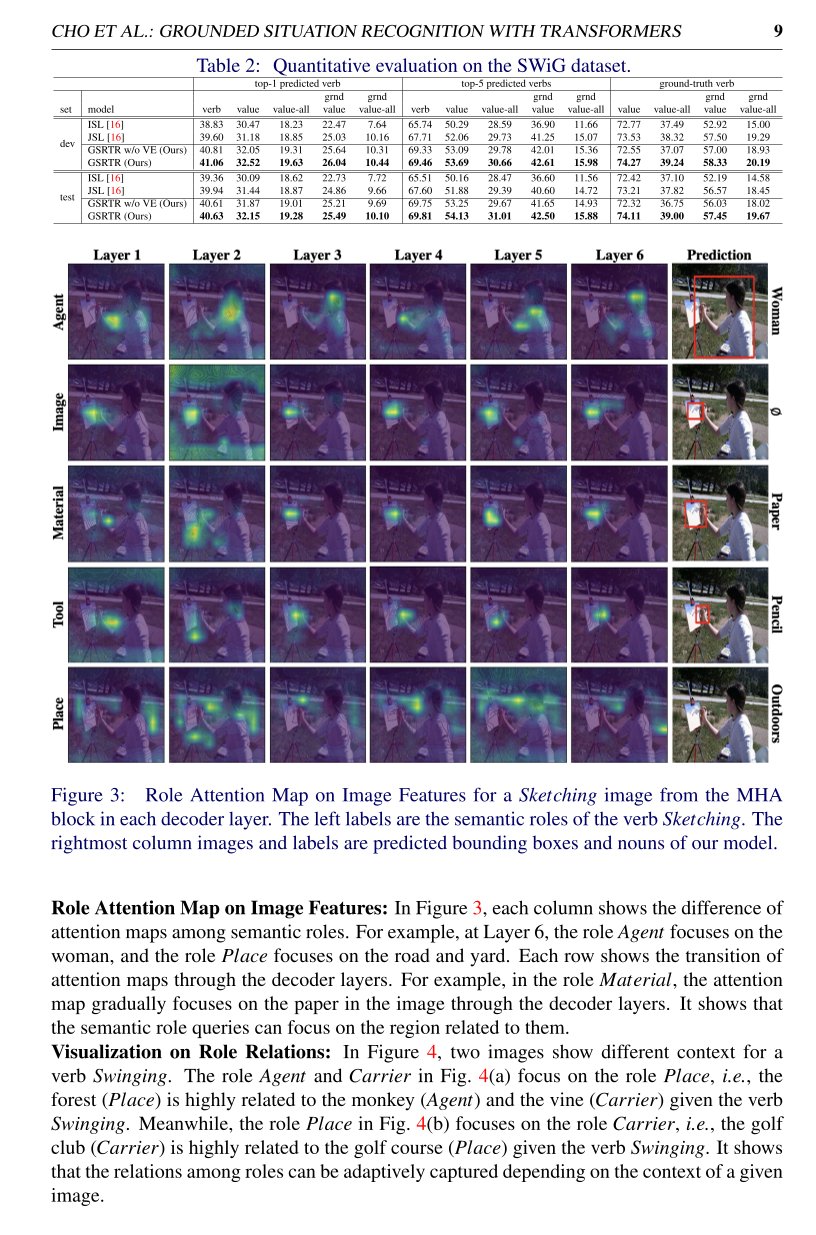 CHO ET AL.: GROUNDED SITUATION RECOGNITION WITH TRANSFORMERS 9
Table 2: Quantitative evaluation on the SWiG dataset.
top-1 predicted verb top-5 predicted verbs ground-truth verb
grnd grnd grnd grnd grnd grnd
set model verb value value-all value value-all verb value value-all value value-all value value-all value value-all
ISL [16] 38.83 30.47 18.23 22.47 7.64 65.74 50.29 28.59 36.90 11.66 72.77 37.49 52.92 15.00
JSL [16] 39.60 31.18 18.85 25.03 10.16 67.71 52.06 29.73 41.25 15.07 73.53 38.32 57.50 19.29
dev
GSRTR w/o VE (Ours) 40.81 32.05 19.31 25.64 10.31 69.33 53.09 29.78 42.01 15.36 72.55 37.07 57.00 18.93
GSRTR (Ours) 41.06 32.52 19.63 26.04 10.44 69.46 53.69 30.66 42.61 15.98 74.27 39.24 58.33 20.19
ISL [16] 39.36 30.09 18.62 22.73 7.72 65.51 50.16 28.47 36.60 11.56 72.42 37.10 52.19 14.58
JSL [16] 39.94 31.44 18.87 24.86 9.66 67.60 51.88 29.39 40.60 14.72 73.21 37.82 56.57 18.45
test
GSRTR w/o VE (Ours) 40.61 31.87 19.01 25.21 9.69 69.75 53.25 29.67 41.65 14.93 72.32 36.75 56.03 18.02
GSRTR (Ours) 40.63 32.15 19.28 25.49 10.10 69.81 54.13 31.01 42.50 15.88 74.11 39.00 57.45 19.67
Layer 1 Layer 2 Layer 3 Layer 4 Layer 5 Layer 6 Prediction
Agent Woman
Image ∅
Material Paper
Tool Pencil
Place Outdoors
Figure 3: Role Attention Map on Image Features for a Sketching image from the MHA
block in each decoder layer. The left labels are the semantic roles of the verb Sketching. The
rightmost column images and labels are predicted bounding boxes and nouns of our model.
Role Attention Map on Image Features: In Figure 3, each column shows the difference of
attention maps among semantic roles. For example, at Layer 6, the role Agent focuses on the
woman, and the role Place focuses on the road and yard. Each row shows the transition of
attention maps through the decoder layers. For example, in the role Material, the attention
map gradually focuses on the paper in the image through the decoder layers. It shows that
the semantic role queries can focus on the region related to them.
Visualization on Role Relations: In Figure 4, two images show different context for a
verb Swinging. The role Agent and Carrier in Fig. 4(a) focus on the role Place, i.e., the
forest (Place) is highly related to the monkey (Agent) and the vine (Carrier) given the verb
Swinging. Meanwhile, the role Place in Fig. 4(b) focuses on the role Carrier, i.e., the golf
club (Carrier) is highly related to the golf course (Place) given the verb Swinging. It shows
that the relations among roles can be adaptively captured depending on the context of a given
image.